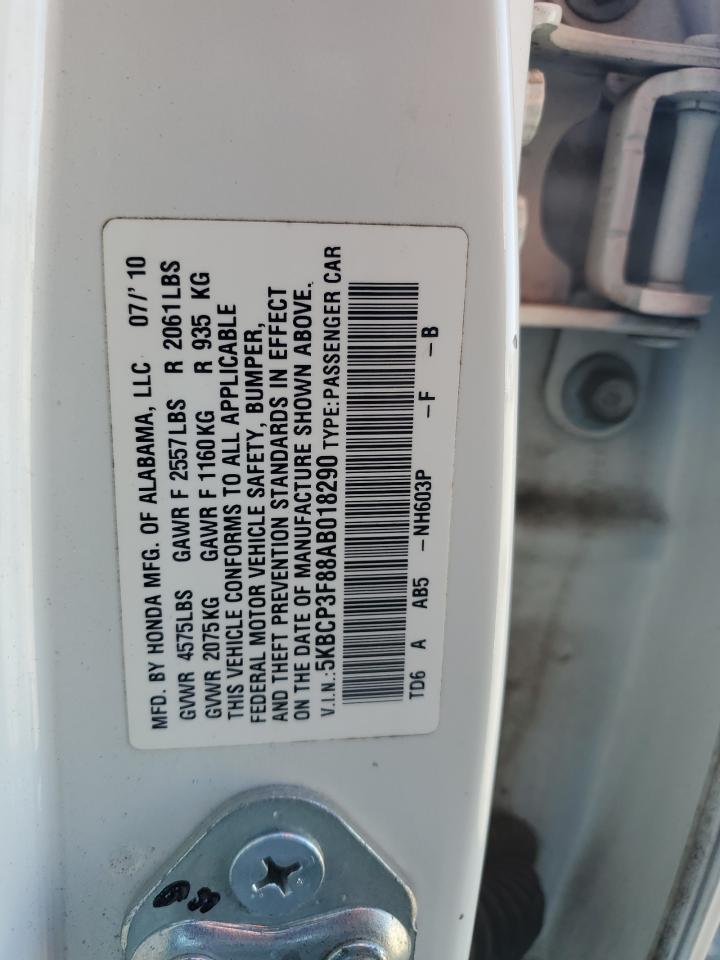 MFD. BY HONDA MFG. OF ALABAMA, LLC 07/'10
GVWR 4575LBS GAWR F 2557LBS R 2061LBS
GVWR 2075KG GAWR F 1160KG R 935 KG
THIS VEHICLE CONFORMS TO ALL APPLICABLE
FEDERAL MOTOR VEHICLE SAFETY, BUMPER,
AND THEFT PREVENTION STANDARDS IN EFFECT
ON THE DATE OF MANUFACTURE SHOWN ABOVE.
V.I.N.:5KBCP3F88AB018290 TYPE:PASSENGER CAR
TD6 A AB5 -NH603P -F -B